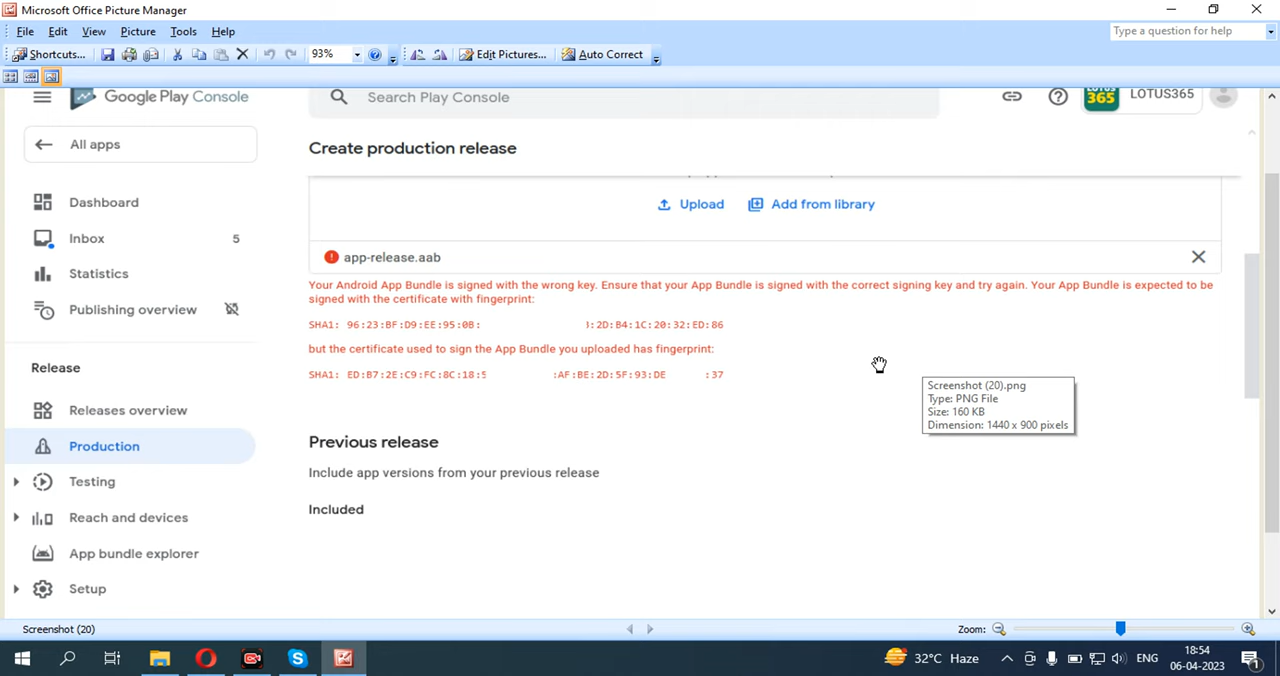 Microsoft Office Picture Manager
File Edit View Picture Tools Help
Type a question for help
Shortcuts... 93% Edit Pictures... Auto Correct
Google Play Console
Search Play Console
LOTUS
365
LOTUS365
All apps
Create production release
Dashboard
Upload Add from library
Inbox 5
app-release.aab
Statistics
Your Android App Bundle is signed with the wrong key. Ensure that your App Bundle is signed with the correct signing key and try again. Your App Bundle is expected to be
signed with the certificate with fingerprint:
Publishing overview
SHA1: 96:23:BF:D9:EE:95:0B: :2D:B4:1C:20:32:ED:86
but the certificate used to sign the App Bundle you uploaded has fingerprint:
Release
SHA1: ED:B7:2E:C9:FC:8C:18:5 :AF:BE:2D:5F:93:DE :37
Screenshot (20).png
Type: PNG File
Size: 160 KB
Dimension: 1440 x 900 pixels
Releases overview
Production
Previous release
Testing
Include app versions from your previous release
Reach and devices
Included
App bundle explorer
Setup
Screenshot (20)
Zoom:
32°C Haze
ENG
18:54
06-04-2023
1